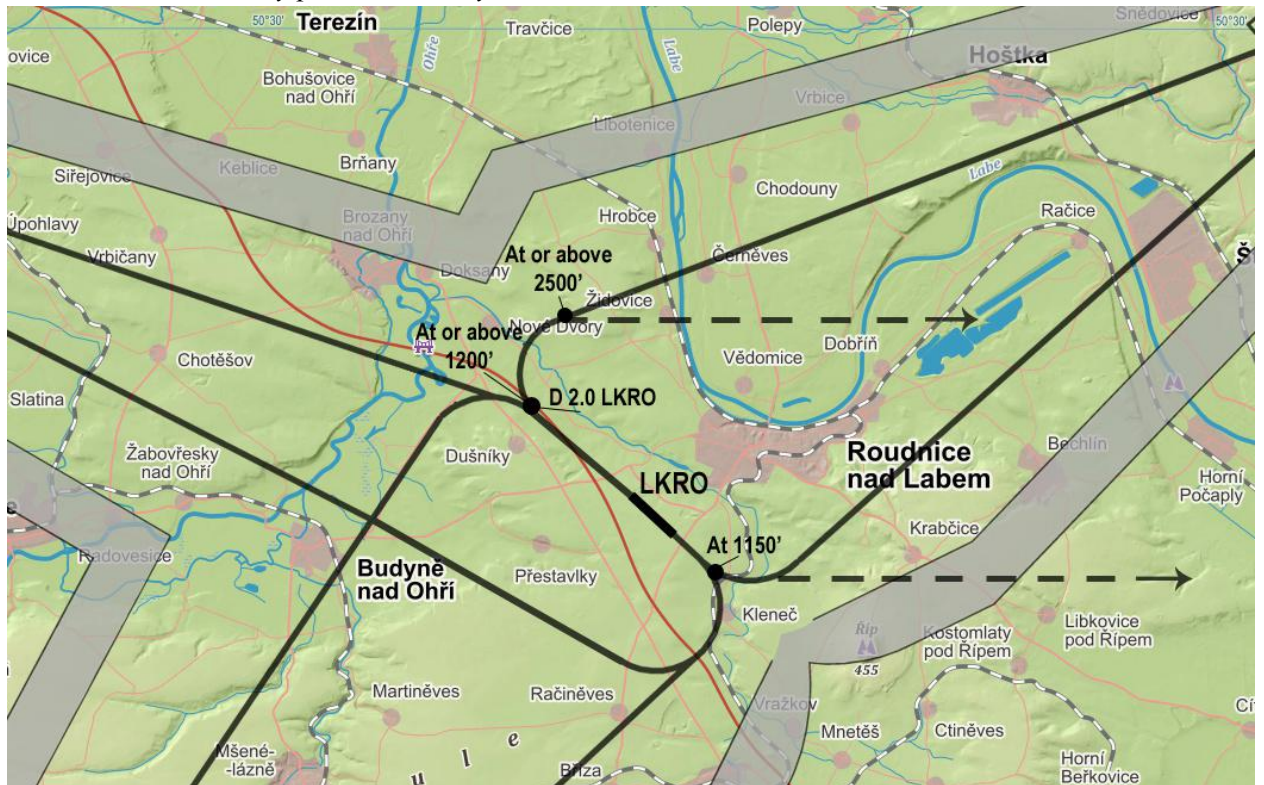 50°30'
Terezín
Travčice
Polepy
Snědovice
50°30'
Ohře
Labe
Hoštka
Bohušovice
nad Ohří
Vrbice
Libotenice
Keblice
Brňany
Siřejovice
Labe
Chodouny
Račice
Úpohlavy
Brozany
nad Ohří
Hrobce
Vrbičany
Doksany
At or above
2500'
Černěves
Židovice
Nové Dvory
At or above
1200'
Chotěšov
Vědomice
Dobříň
Slatina
D 2.0 LKRO
Dušníky
Žabovřesky
nad Ohří
Roudnice
nad Labem
Bechlín
Horní
Počaply
LKRO
Krabčice
Radovesice
At 1150'
Budyně
nad Ohří
Přestavlky
Kleneč
Říp
455
Kostomlaty
pod Řípem
Libkovice
pod Řípem
Martiněves
Račiněves
Vražkov
Mnetěš
Ctiněves
Mšené-
-lázně
u l e
Bříza
Horní
Beřkovice